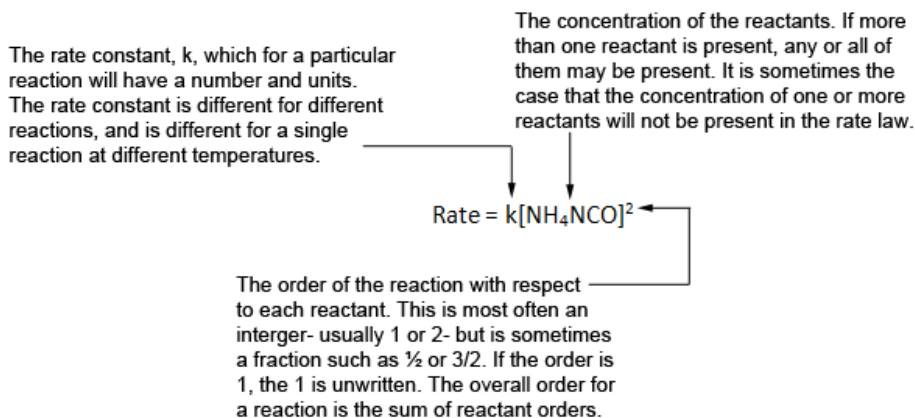 The rate constant, k, which for a particular
reaction will have a number and units.
The rate constant is different for different
reactions, and is different for a single
reaction at different temperatures.
The concentration of the reactants. If more
than one reactant is present, any or all of
them may be present. It is sometimes the
case that the concentration of one or more
reactants will not be present in the rate law.
Rate = k[NH₄NCO]²
The order of the reaction with respect
to each reactant. This is most often an
interger- usually 1 or 2- but is sometimes
a fraction such as ½ or 3/2. If the order is
1, the 1 is unwritten. The overall order for
a reaction is the sum of reactant orders.